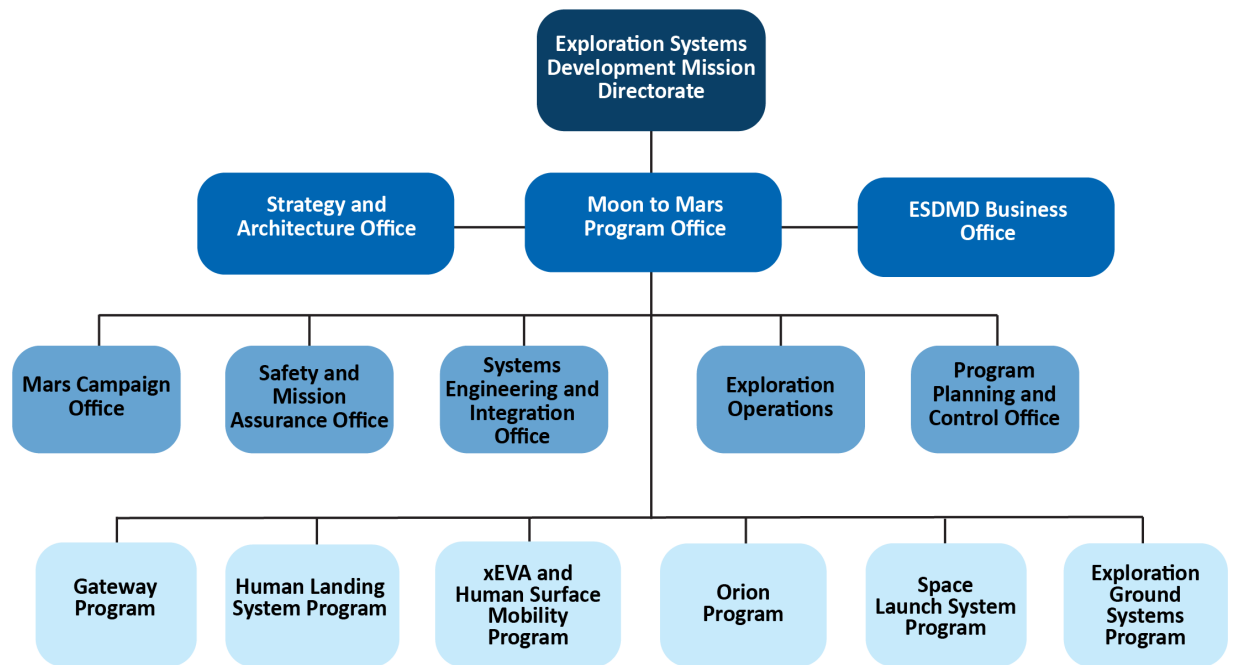 Exploration Systems
Development Mission
Directorate
Strategy and
Architecture Office
Moon to Mars
Program Office
ESDMD Business
Office
Mars Campaign
Office
Safety and
Mission
Assurance Office
Systems
Engineering and
Integration
Office
Exploration
Operations
Program
Planning and
Control Office
Gateway
Program
Human Landing
System Program
xEVA and
Human Surface
Mobility
Program
Orion
Program
Space
Launch System
Program
Exploration
Ground
Systems
Program